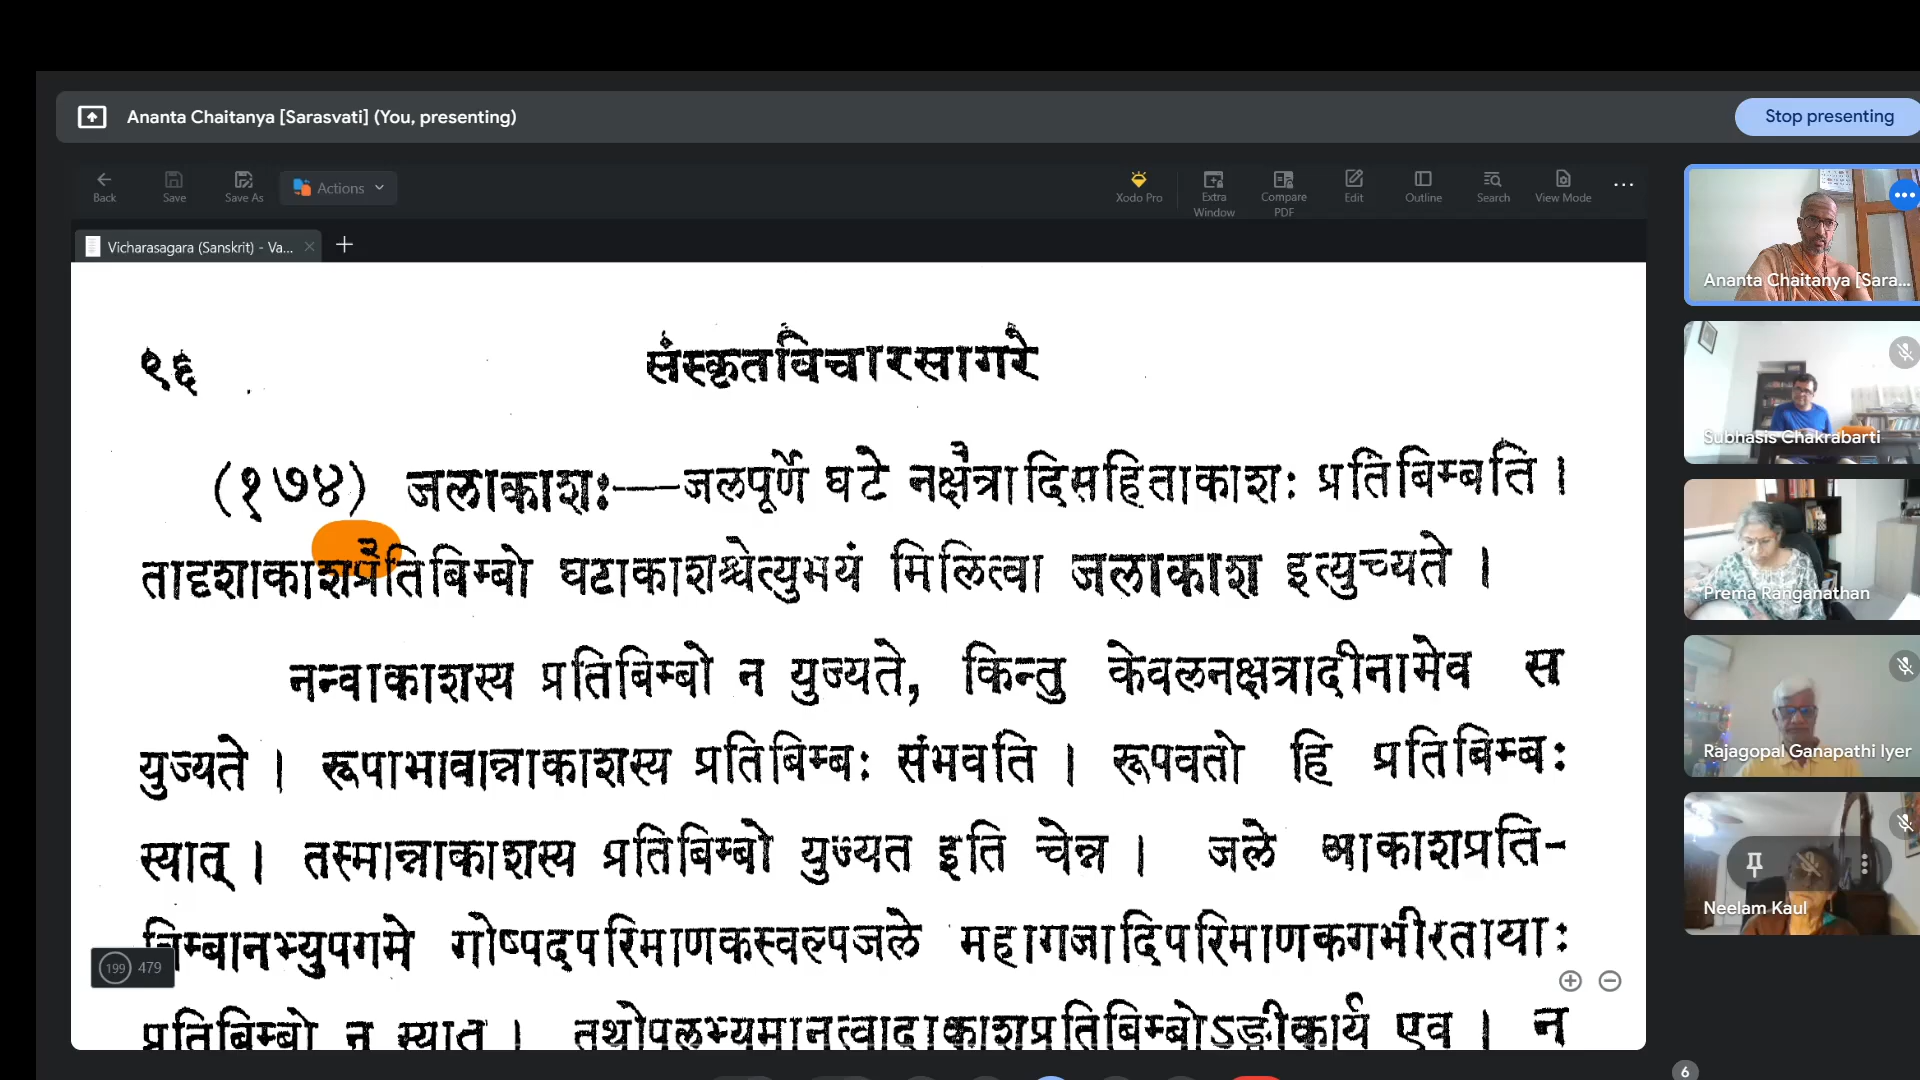 Ananta Chaitanya [Sarasvati] (You, presenting)
Stop presenting
Back
Save
Save As
Actions
Xodo Pro
Extra Window
Compare PDF
Edit
Outline
Search
View Mode
Vicharasagara (Sanskrit) - Va...
९६
संस्कृतविचारसागरे
(१७४) जलाकाशः—जलपूर्णे घटे नक्षत्रादिसहिताकाशः प्रतिबिम्बति ।
तादृशाकाशप्रतिबिम्बो घटाकाशश्चेत्युभयं मिलित्वा जलाकाश इत्युच्यते ।
नन्वाकाशस्य प्रतिबिम्बो न युज्यते, किन्तु केवलनक्षत्रादीनामेव स
युज्यते । रूपाभावान्नाकाशस्य प्रतिबिम्बः संभवति । रूपवतो हि प्रतिबिम्बः
स्यात् । तस्मान्नाकाशस्य प्रतिबिम्बो युज्यत इति चेन्न । जले आकाशप्रति-
बिम्बानभ्युपगमे गोष्पदपरिमाणकस्वल्पजले महागजादिपरिमाणकगभीरतायाः
प्रतिबिम्बो न स्यात् । तथोपलभ्यमानत्वादाकाशप्रतिबिम्बोऽङ्गीकार्य एव । न
199 479
Ananta Chaitanya [Sara...
Subhasis Chakrabarti
Prema Ranganathan
Rajagopal Ganapathi Iyer
Neelam Kaul
6